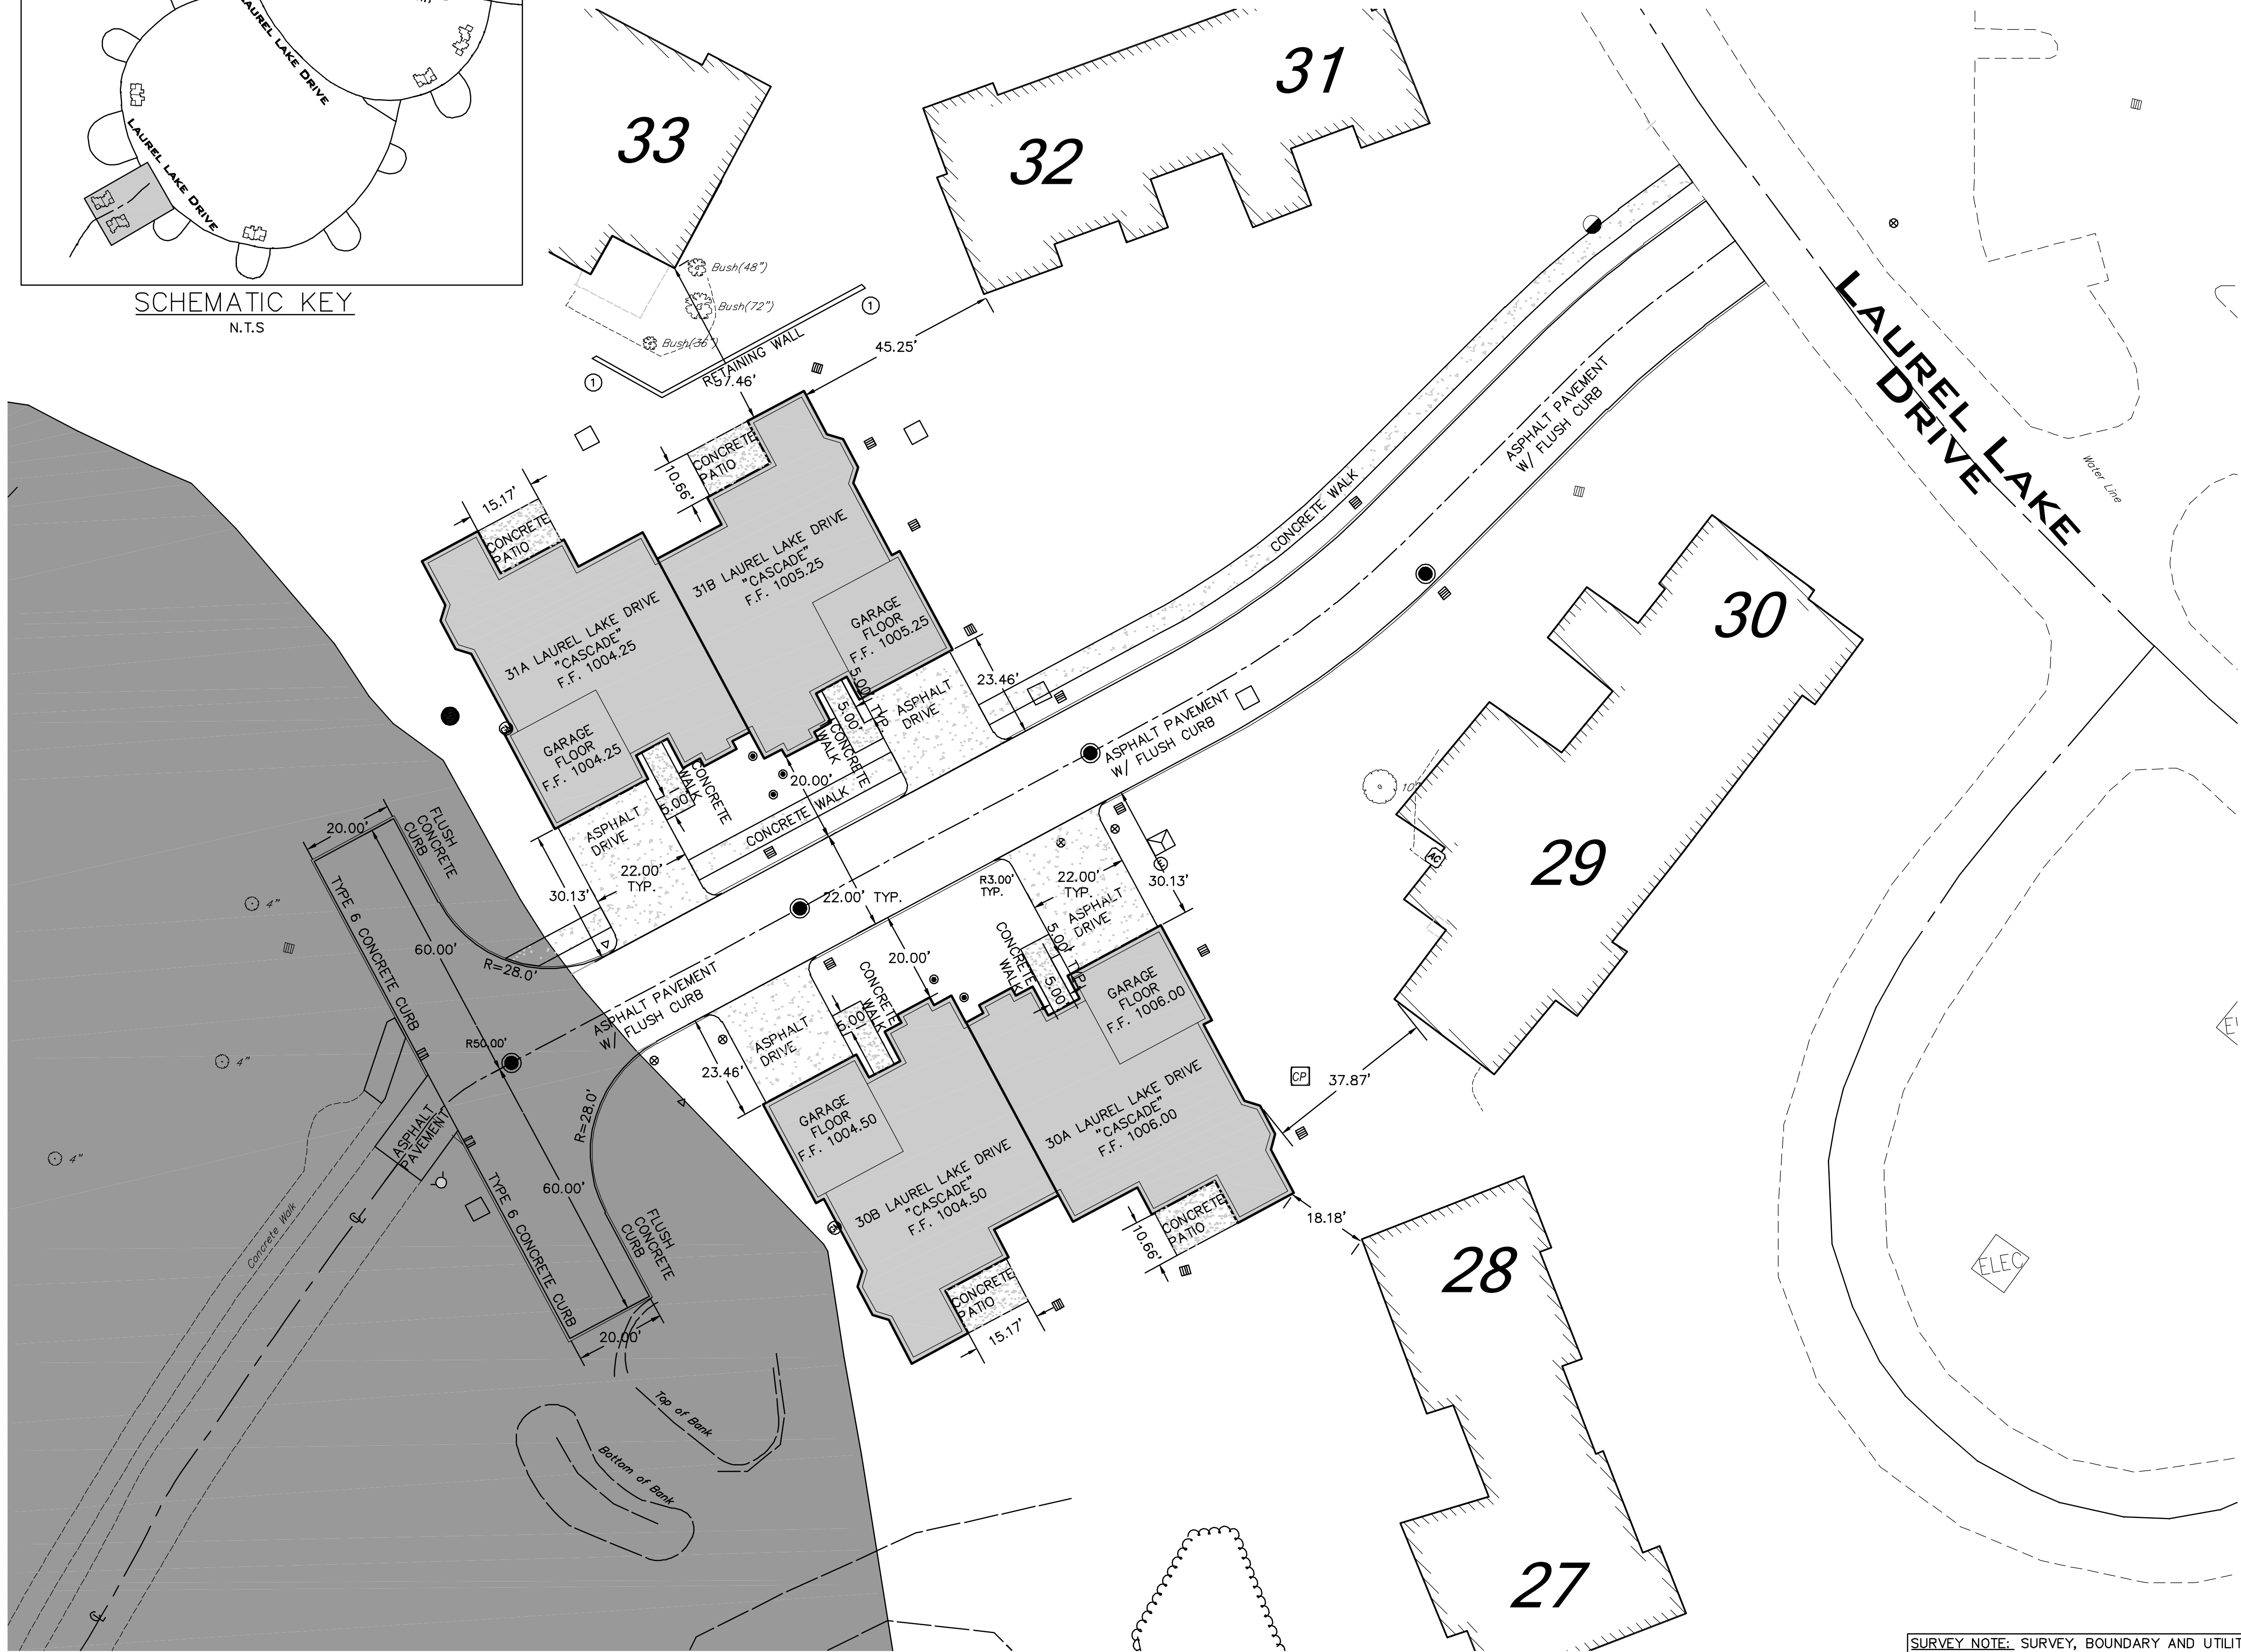 LAUREL LAKE DRIVE
LAUREL LAKE DRIVE
SCHEMATIC KEY
N.T.S
33
32
31
Bush(48")
Bush(72")
Bush(36")
1
1
RETAINING WALL
57.46'
45.25'
LAUREL LAKE
DRIVE
Water Line
ASPHALT PAVEMENT
W/ FLUSH CURB
CONCRETE WALK
15.17'
CONCRETE
PATIO
10.66'
CONCRETE
PATIO
31A LAUREL LAKE DRIVE
"CASCADE"
F.F. 1004.25
31B LAUREL LAKE DRIVE
"CASCADE"
F.F. 1005.25
GARAGE
FLOOR
F.F. 1005.25
GARAGE
FLOOR
F.F. 1004.25
5.00' TYP.
5.00'
CONCRETE
WALK
ASPHALT
DRIVE
23.46'
ASPHALT PAVEMENT
W/ FLUSH CURB
CONCRETE
WALK
5.00'
20.00'
CONCRETE WALK
ASPHALT
DRIVE
22.00'
TYP.
30.13'
22.00' TYP.
20.00'
FLUSH
CONCRETE
CURB
TYPE 6 CONCRETE CURB
60.00'
R=28.0'
4"
4"
4"
30
29
10"
AC
R3.00'
TYP.
22.00'
TYP.
E
30.13'
ASPHALT
DRIVE
5.00' TYP.
5.00'
CONCRETE
WALK
20.00'
CONCRETE
WALK
5.00'
ASPHALT
DRIVE
23.46'
ASPHALT PAVEMENT
W/ FLUSH CURB
R50.00'
R=28.0'
60.00'
ASPHALT
PAVEMENT
TYPE 6 CONCRETE CURB
FLUSH
CONCRETE
CURB
20.00'
Concrete Walk
GARAGE
FLOOR
F.F. 1006.00
GARAGE
FLOOR
F.F. 1004.50
30A LAUREL LAKE DRIVE
"CASCADE"
F.F. 1006.00
30B LAUREL LAKE DRIVE
"CASCADE"
F.F. 1004.50
CP
37.87'
18.18'
CONCRETE
PATIO
10.66'
CONCRETE
PATIO
15.17'
28
27
ELEC
Top of Bank
Bottom of Bank
SURVEY NOTE: SURVEY, BOUNDARY AND UTILIT